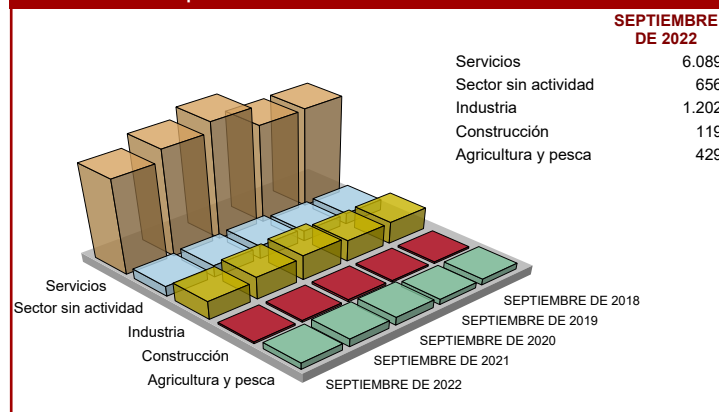 SEPTIEMBRE
DE 2022
Servicios 6.089
Sector sin actividad 656
Industria 1.202
Construcción 119
Agricultura y pesca 429
Servicios
Sector sin actividad
Industria
Construcción
Agricultura y pesca
SEPTIEMBRE DE 2018
SEPTIEMBRE DE 2019
SEPTIEMBRE DE 2020
SEPTIEMBRE DE 2021
SEPTIEMBRE DE 2022